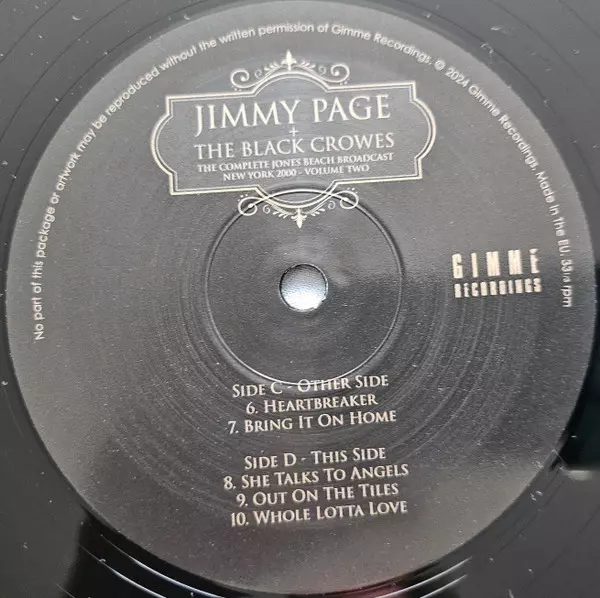 No part of this package or artwork may be reproduced without the written permission of Gimme Recordings. © 2024 Gimme Recordings. Made in the EU. 33⅓ rpm
JIMMY PAGE
+
THE BLACK CROWES
THE COMPLETE JONES BEACH BROADCAST
NEW YORK 2000 - VOLUME TWO
GIMME
RECORDINGS
SIDE C - OTHER SIDE
6. HEARTBREAKER
7. BRING IT ON HOME
SIDE D - THIS SIDE
8. SHE TALKS TO ANGELS
9. OUT ON THE TILES
10. WHOLE LOTTA LOVE